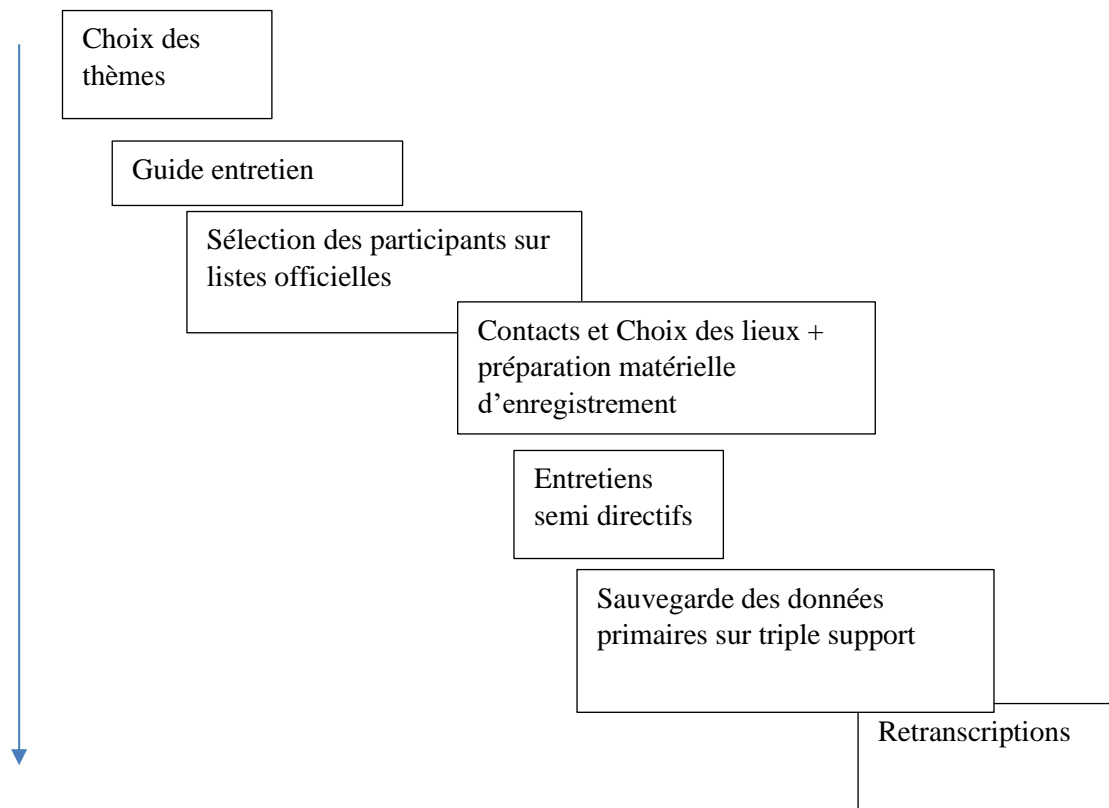 Choix des
thèmes
Guide entretien
Sélection des participants sur
listes officielles
Contacts et Choix des lieux +
préparation matérielle
d’enregistrement
Entretiens
semi directifs
Sauvegarde des données
primaires sur triple support
Retranscriptions